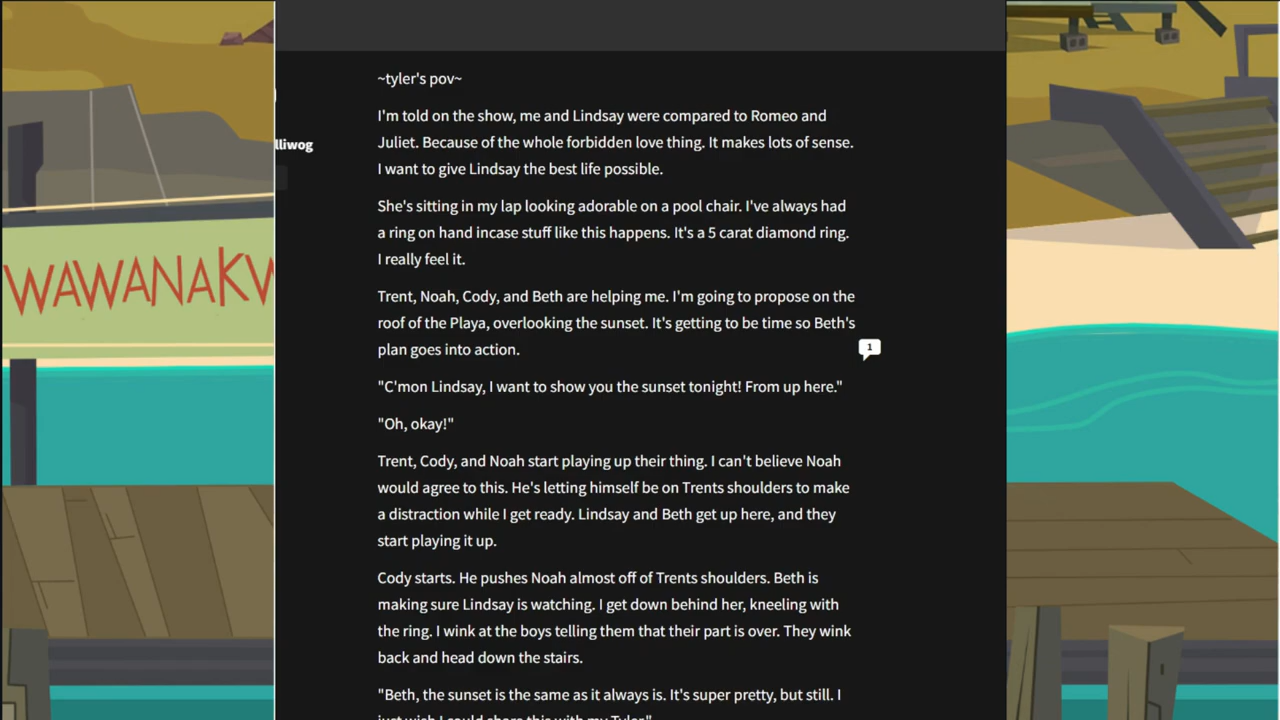 ~tyler's pov~
I'm told on the show, me and Lindsay were compared to Romeo and
Juliet. Because of the whole forbidden love thing. It makes lots of sense.
lliwog
I want to give Lindsay the best life possible.
She's sitting in my lap looking adorable on a pool chair. I've always had
a ring on hand incase stuff like this happens. It's a 5 carat diamond ring.
I really feel it.
WAWANAKW
Trent, Noah, Cody, and Beth are helping me. I'm going to propose on the
roof of the Playa, overlooking the sunset. It's getting to be time so Beth's
plan goes into action.
1
"C'mon Lindsay, I want to show you the sunset tonight! From up here."
"Oh, okay!"
Trent, Cody, and Noah start playing up their thing. I can't believe Noah
would agree to this. He's letting himself be on Trents shoulders to make
a distraction while I get ready. Lindsay and Beth get up here, and they
start playing it up.
Cody starts. He pushes Noah almost off of Trents shoulders. Beth is
making sure Lindsay is watching. I get down behind her, kneeling with
the ring. I wink at the boys telling them that their part is over. They wink
back and head down the stairs.
"Beth, the sunset is the same as it always is. It's super pretty, but still. I
just wish I could share this with my Tyler"